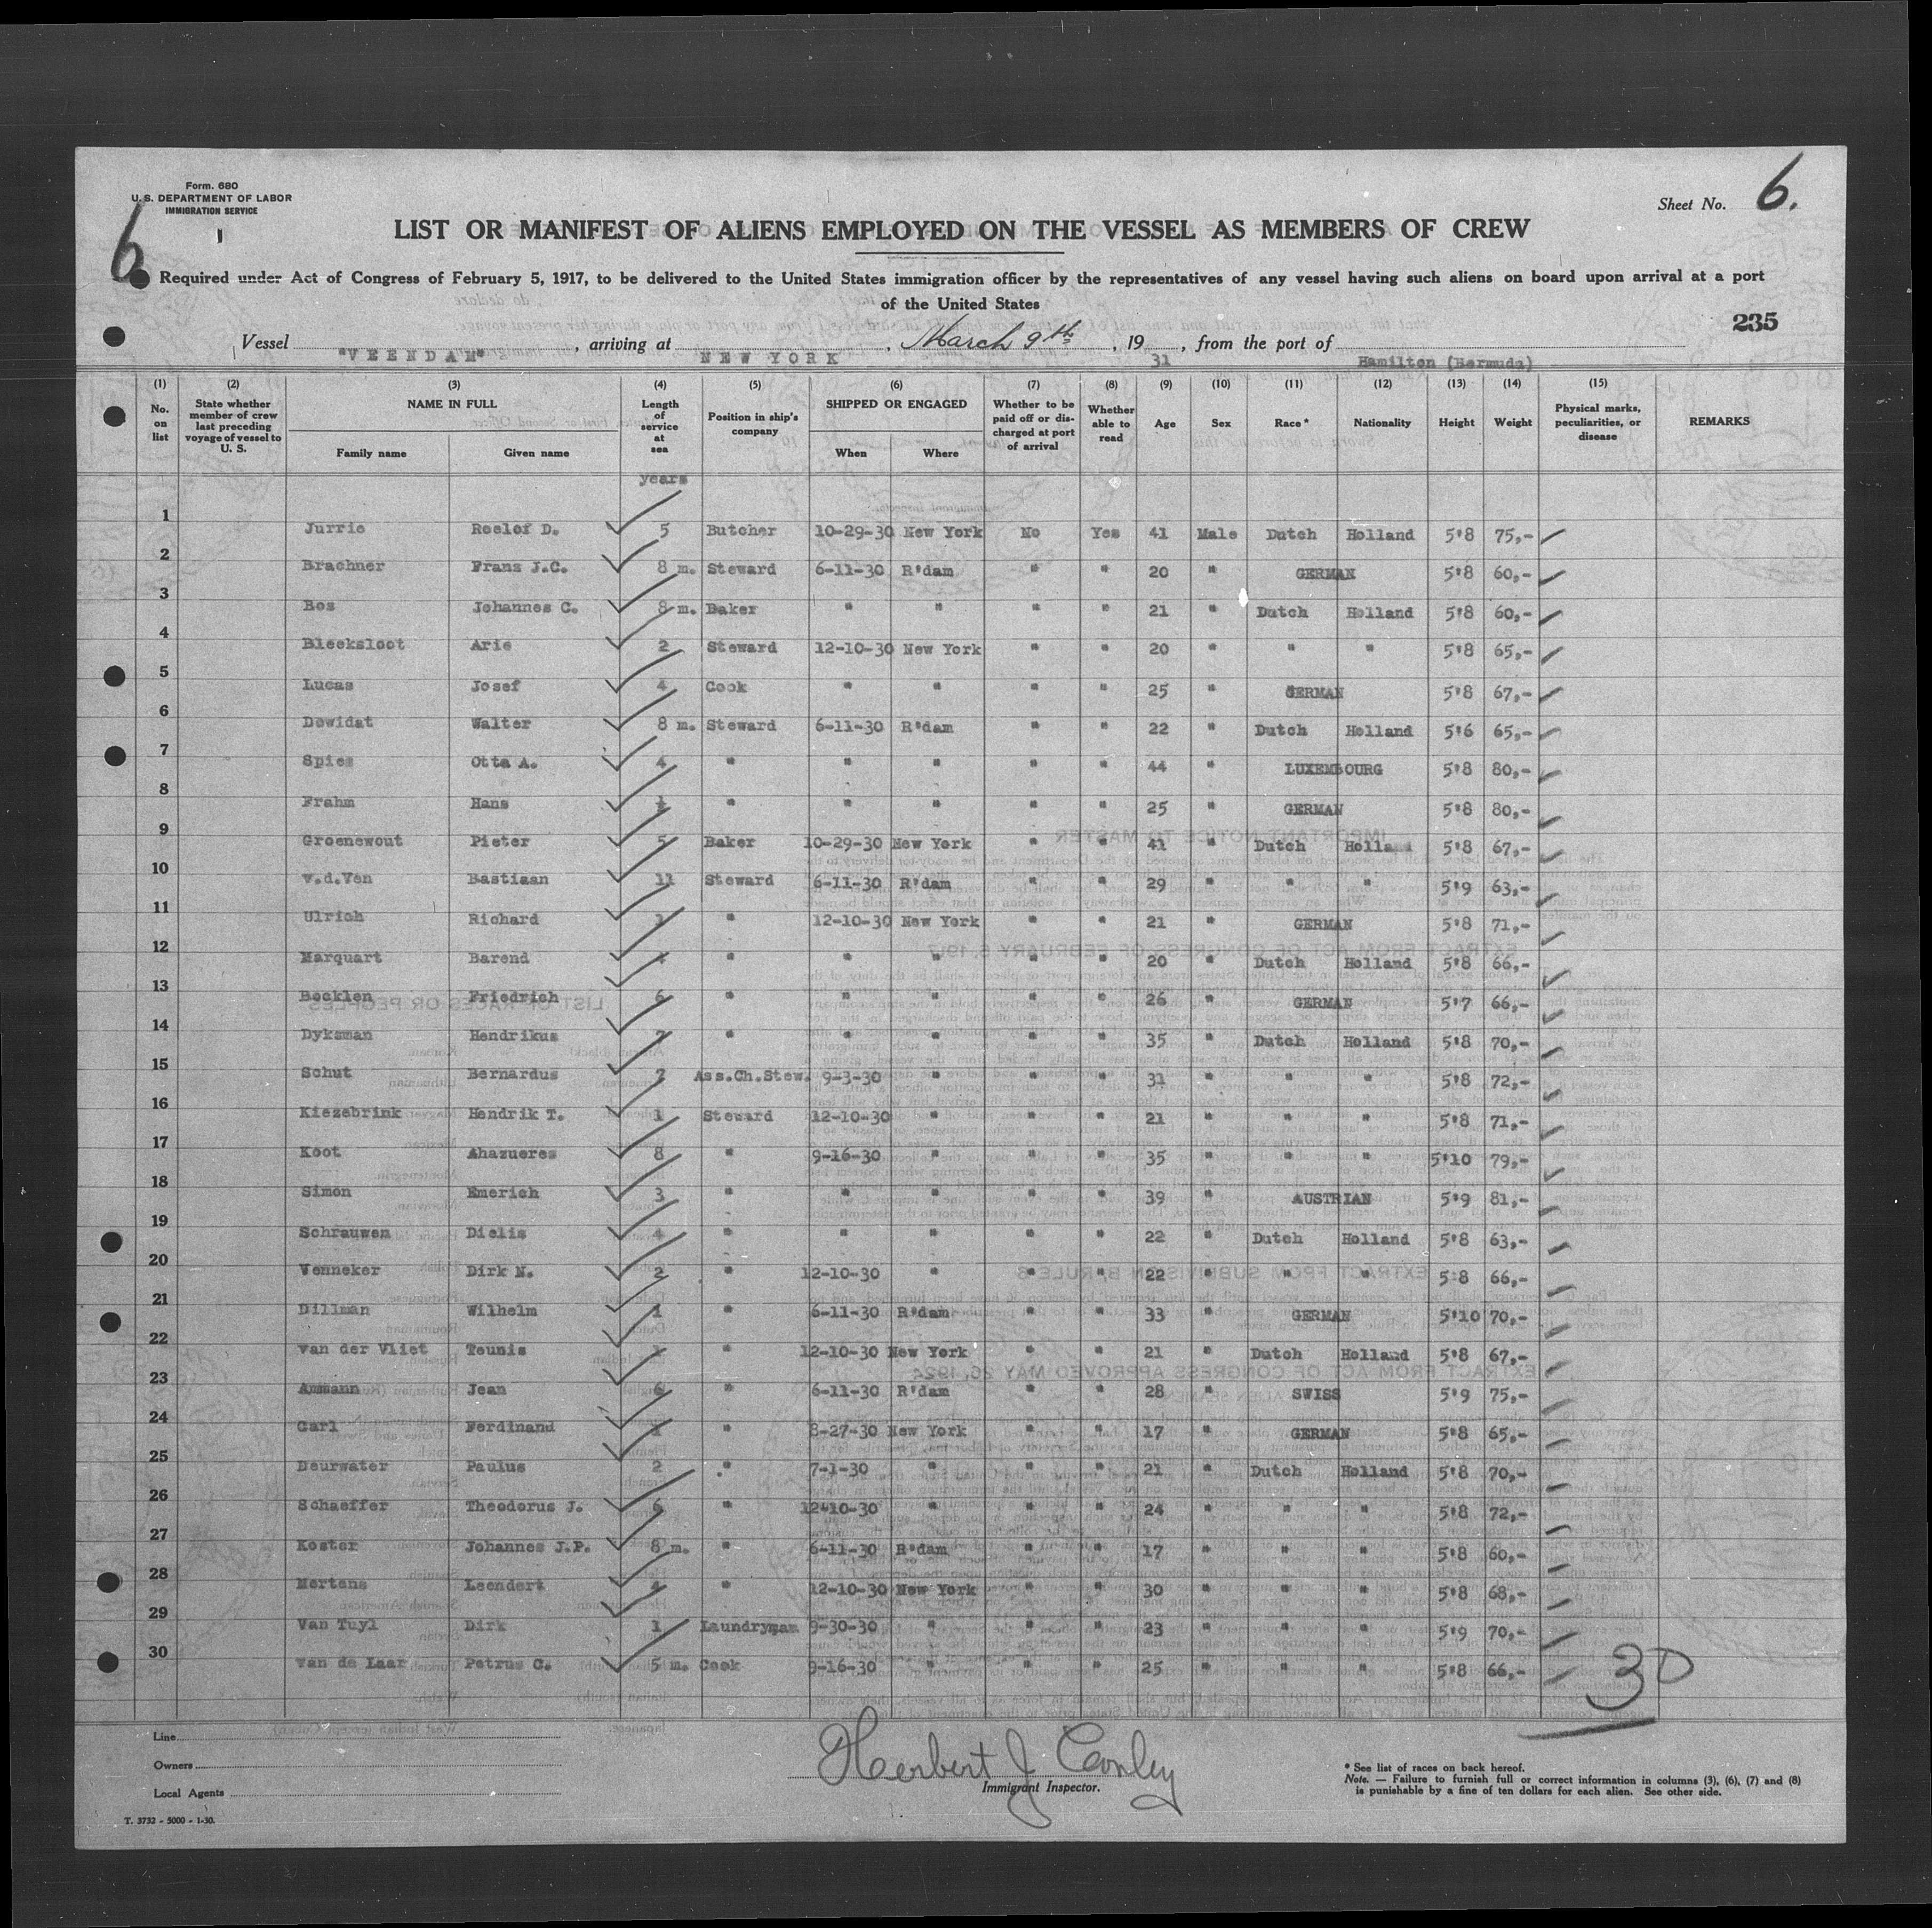 Form. 680
U. S. DEPARTMENT OF LABOR
IMMIGRATION SERVICE
6
Sheet No. 6.
LIST OR MANIFEST OF ALIENS EMPLOYED ON THE VESSEL AS MEMBERS OF CREW
Required under Act of Congress of February 5, 1917, to be delivered to the United States immigration officer by the representatives of any vessel having such aliens on board upon arrival at a port
of the United States
235
Vessel "VEENDAM", arriving at NEW YORK, March 9th, 1931, from the port of Hamilton (Bermuda)
(1) No. on list (2) State whether member of crew last preceding voyage of vessel to U. S. (3) NAME IN FULL Family name Given name (4) Length of service at sea (5) Position in ship's company (6) SHIPPED OR ENGAGED When Where (7) Whether to be paid off or discharged at port of arrival (8) Whether able to read (9) Age (10) Sex (11) Race * (12) Nationality (13) Height (14) Weight (15) Physical marks, peculiarities, or disease REMARKS
years
1 Jurrie Roelof D. 5 Butcher 10-29-30 New York No Yes 41 Male Dutch Holland 5'8 75,-
2 Brachner Franz J.C. 8 m. Steward 6-11-30 R'dam " " 20 " GERMAN 5'8 60,-
3 Bos Johannes C. 8 m. Baker " " " " 21 " Dutch Holland 5'8 60,-
4 Bleeksloot Arie 2 Steward 12-10-30 New York " " 20 " " " 5'8 65,-
5 Lucas Josef 4 Cook " " " " 25 " GERMAN 5'8 67,-
6 Dowidat Walter 8 m. Steward 6-11-30 R'dam " " 22 " Dutch Holland 5'6 65,-
7 Spies Otta A. 4 " " " " " 44 " LUXEMBOURG 5'8 80,-
8 Frahm Hans " " " " " 25 " GERMAN 5'8 80,-
9 Groenewout Pieter 5 Baker 10-29-30 New York " " 41 " Dutch Holland 5'8 67,-
10 v.d.Ven Bastiaan 11 Steward 6-11-30 R'dam " " 29 " " " 5'9 63,-
11 Ulrich Richard " 12-10-30 New York " " 21 " GERMAN 5'8 71,-
12 Marquart Barend " " " " " 20 " Dutch Holland 5'8 66,-
13 Bocklen Friedrich 6 " " " " " 26 " GERMAN 5'7 66,-
14 Dyksman Hendrikus 7 " " " " " 35 " Dutch Holland 5'8 70,-
15 Schut Bernardus 7 Ass.Ch.Stew. 9-3-30 " " " 31 " " " 5'8 72,-
16 Kiezebrink Hendrik T. 1 Steward 12-10-30 " " " 21 " " " 5'8 71,-
17 Koot Ahazueres 8 " 9-16-30 " " " 35 " " " 5'10 79,-
18 Simon Emerich 3 " " " " " 39 " AUSTRIAN 5'9 81,-
19 Schrauwen Dielis 4 " " " " " 22 " Dutch Holland 5'8 63,-
20 Venneker Dirk N. 2 " 12-10-30 " " " 22 " " " 5'8 66,-
21 Dillman Wilhelm 1 " 6-11-30 R'dam " " 33 " GERMAN 5'10 70,-
22 van der Vliet Teunis 1 " 12-10-30 New York " " 21 " Dutch Holland 5'8 67,-
23 Ammann Jean 6 " 6-11-30 R'dam " " 28 " SWISS 5'9 75,-
24 Carl Ferdinand 1 " 8-27-30 New York " " 17 " GERMAN 5'8 65,-
25 Deurwater Paulus 2 " 7-1-30 " " " 21 " Dutch Holland 5'8 70,-
26 Schaeffer Theodorus J. 6 " 12-10-30 " " " 24 " " " 5'8 72,-
27 Koster Johannes J.P. 8 m. " 6-11-30 R'dam " " 17 " " " 5'8 60,-
28 Mertens Leendert 4 " 12-10-30 New York " " 30 " " " 5'8 68,-
29 Van Tuyl Dirk 1 Laundryman 9-30-30 " " " 23 " " " 5'9 70,-
30 van de Laar Petrus C. 5 m. Cook 9-16-30 " " " 25 " " " 5'8 66,-
30
Line
Owners
Local Agents
Herbert J Conley
Immigrant Inspector.
* See list of races on back hereof.
Note. — Failure to furnish full or correct information in columns (3), (6), (7) and (8)
is punishable by a fine of ten dollars for each alien. See other side.
T. 3732 - 5000 - 1-30.